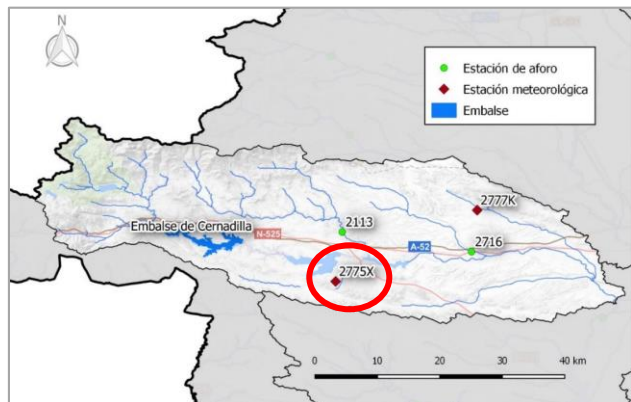 N
Estación de aforo
Estación meteorológica
Embalse
2777K
2113
Embalse de Cernadilla
N-525
A-52
2716
2775X
0 10 20 30 40 km